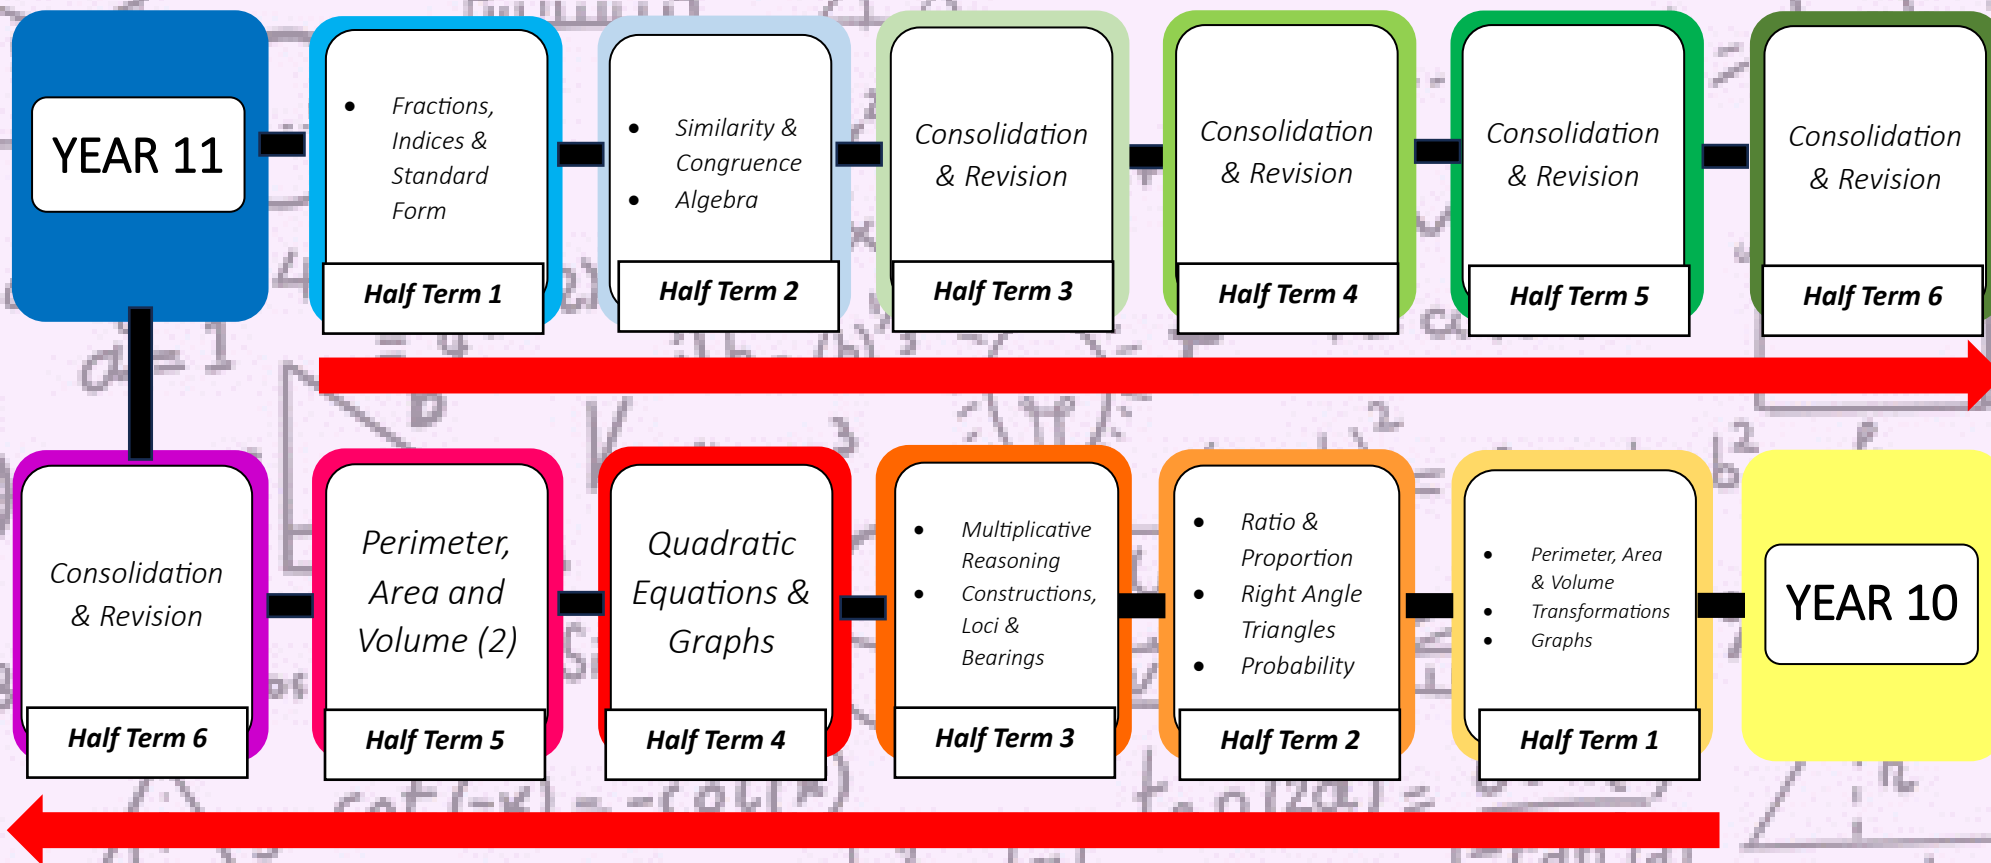 YEAR 11
• Fractions,
Indices &
Standard
Form
Half Term 1
• Similarity &
Congruence
• Algebra
Half Term 2
Consolidation
& Revision
Half Term 3
Consolidation
& Revision
Half Term 4
Consolidation
& Revision
Half Term 5
Consolidation
& Revision
Half Term 6
Consolidation
& Revision
Half Term 6
Perimeter,
Area and
Volume (2)
Half Term 5
Quadratic
Equations &
Graphs
Half Term 4
• Multiplicative
Reasoning
• Constructions,
Loci &
Bearings
Half Term 3
• Ratio &
Proportion
• Right Angle
Triangles
• Probability
Half Term 2
• Perimeter, Area
& Volume
• Transformations
• Graphs
Half Term 1
YEAR 10